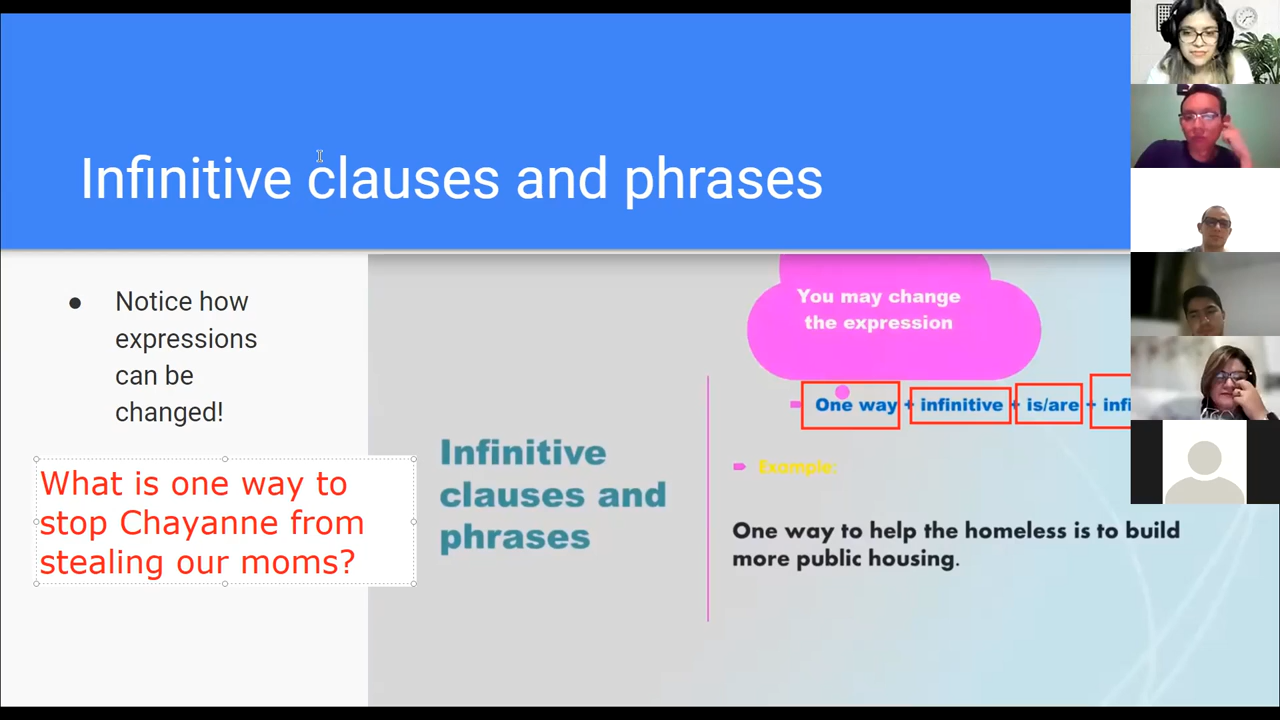 Infinitive clauses and phrases
● Notice how
expressions
can be
changed!
What is one way to
stop Chayanne from
stealing our moms?
Infinitive
clauses and
phrases
You may change
the expression
One way + infinitive + is/are + infi
Example:
One way to help the homeless is to build
more public housing.